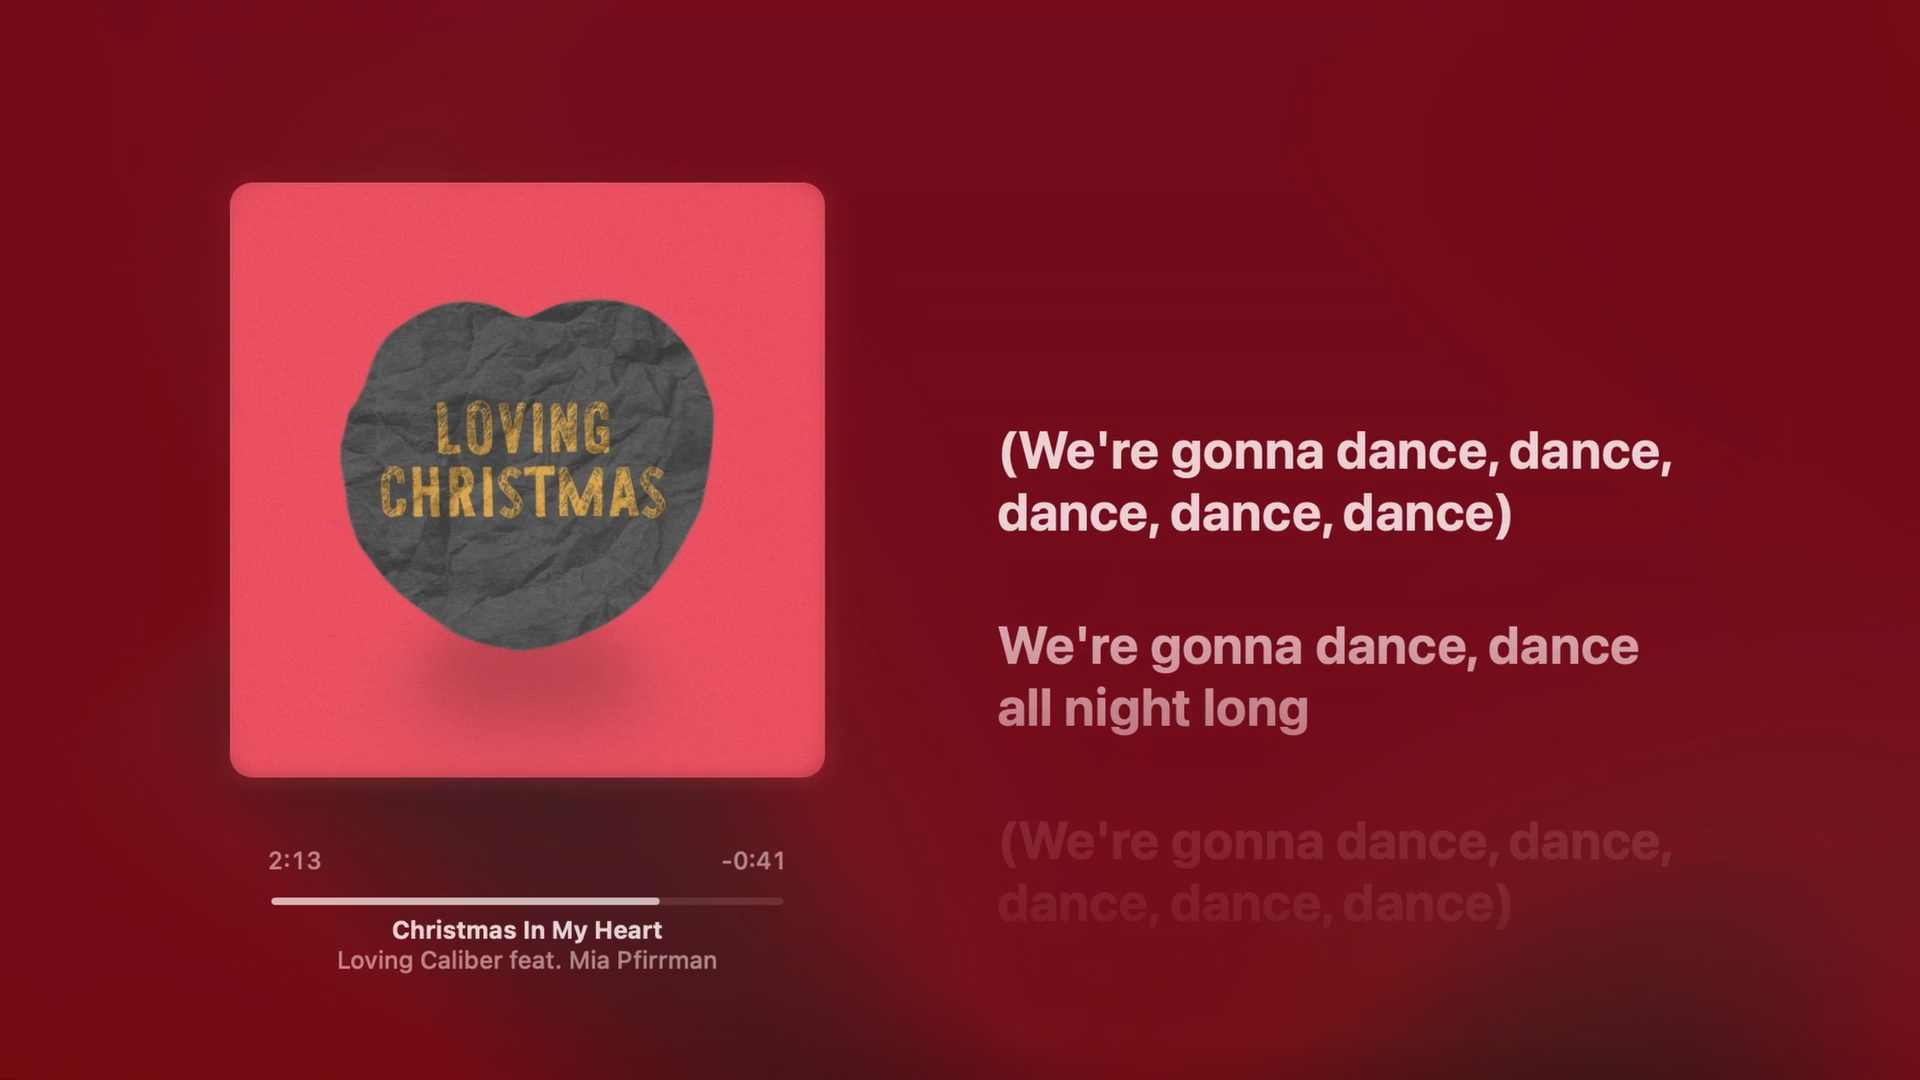 LOVING
CHRISTMAS
2:13
-0:41
Christmas In My Heart
Loving Caliber feat. Mia Pfirrman
(We're gonna dance, dance,
dance, dance, dance)
We're gonna dance, dance
all night long
(We're gonna dance, dance,
dance, dance, dance)